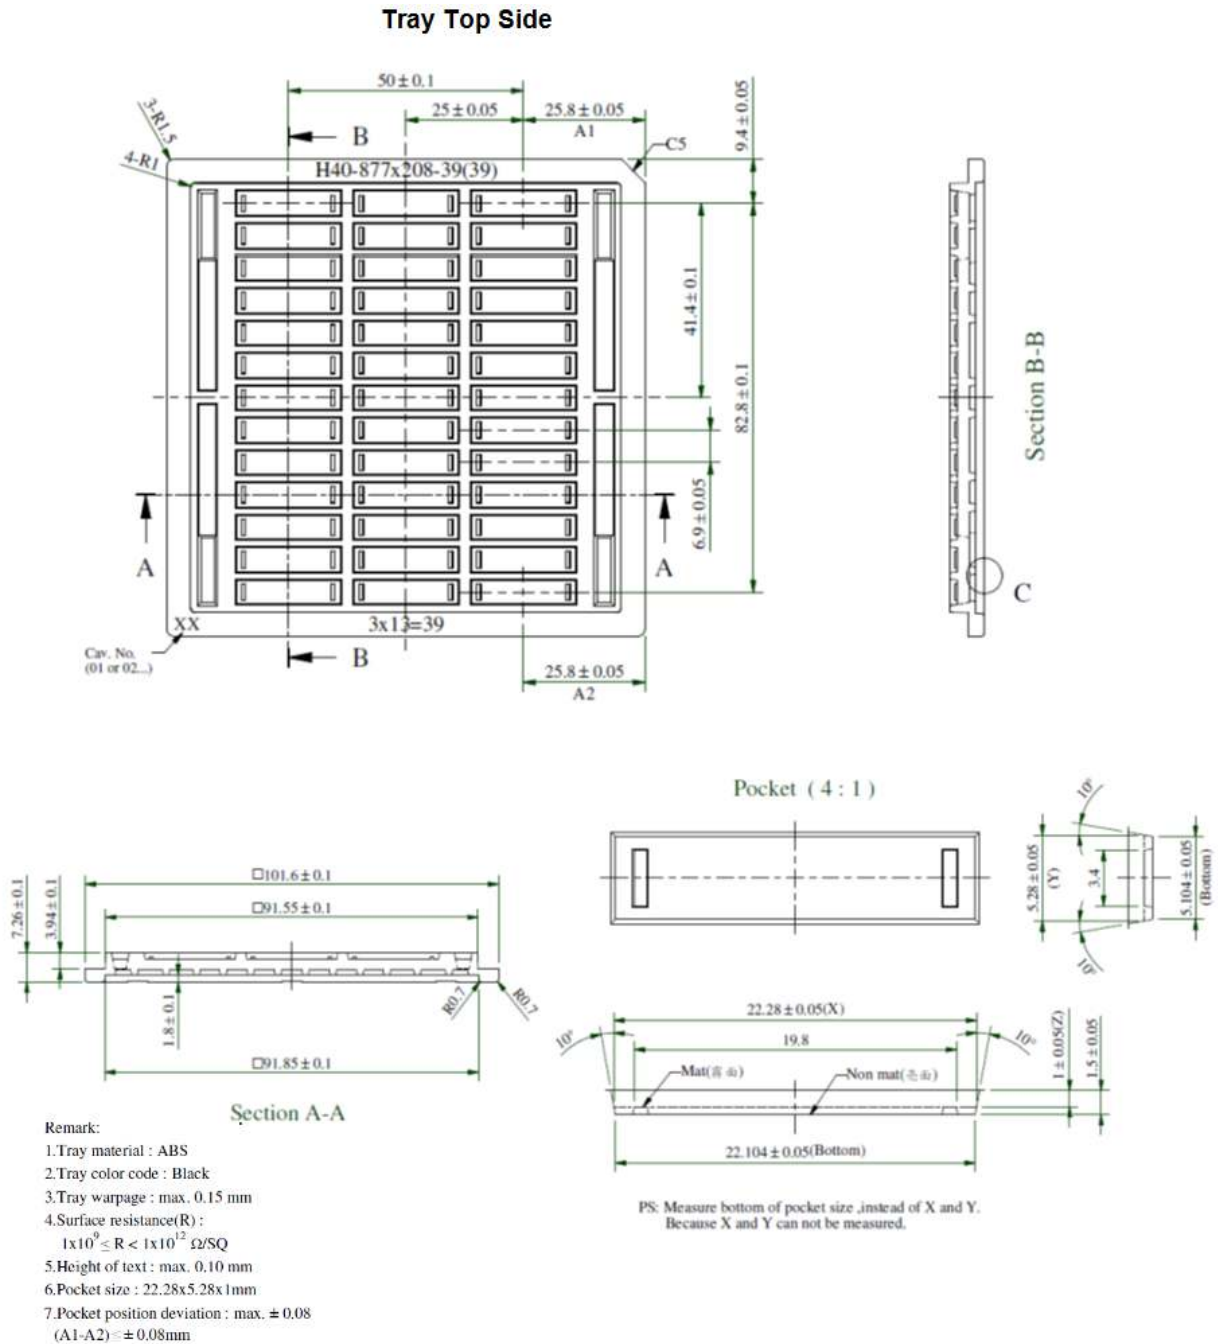 Tray Top Side
50±0.1
25±0.05
25.8±0.05
A1
9.4±0.05
3-R1.5
4-R1
B
C5
H40-877x208-39(39)
41.4±0.1
82.8±0.1
6.9±0.05
Section B-B
A
A
C
XX
3x13=39
Cav. No.
(01 or 02...)
B
25.8±0.05
A2
Pocket ( 4 : 1 )
10°
5.28±0.05
(Y)
3.4
5.104±0.05
(Bottom)
10°
□101.6±0.1
7.26±0.1
3.94±0.1
□91.55±0.1
1.8±0.1
R0.7
R0.7
□91.85±0.1
Section A-A
22.28±0.05(X)
10°
19.8
10°
1±0.05(Z)
1.5±0.05
Mat(霧面)
Non mat(亮面)
22.104±0.05(Bottom)
PS: Measure bottom of pocket size ,instead of X and Y.
Because X and Y can not be measured.
Remark:
1.Tray material : ABS
2.Tray color code : Black
3.Tray warpage : max. 0.15 mm
4.Surface resistance(R) :
1x10⁹ ≤ R < 1x10¹² Ω/SQ
5.Height of text : max. 0.10 mm
6.Pocket size : 22.28x5.28x1mm
7.Pocket position deviation : max. ±0.08
(A1-A2) ≤ ±0.08mm